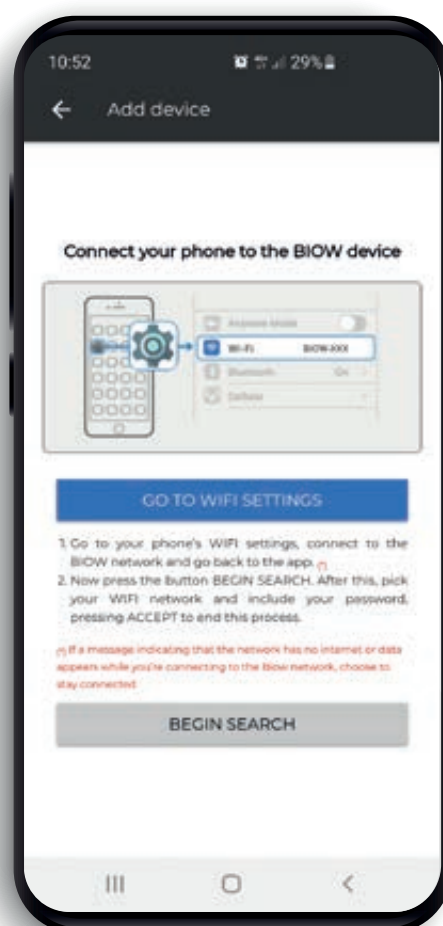 10:52
29%
Add device
Connect your phone to the BIOW device
Airplane Mode
Wi-Fi BIOW-XXX
Bluetooth On
Cellular
GO TO WIFI SETTINGS
1. Go to your phone's WIFI settings, connect to the
BIOW network and go back to the app. (*)
2. Now press the button BEGIN SEARCH. After this, pick
your WIFI network and include your password,
pressing ACCEPT to end this process.
(*) If a message indicating that the network has no internet or data
appears while you're connecting to the Biow network, choose to
stay connected.
BEGIN SEARCH